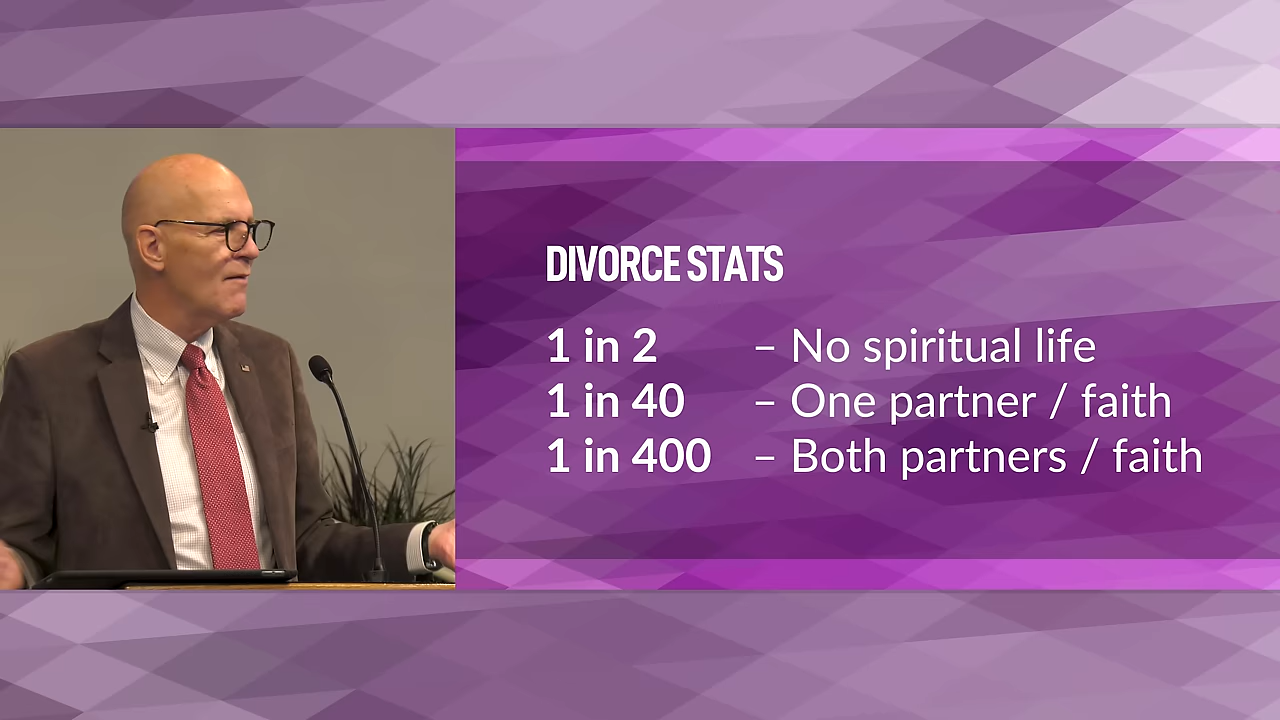 DIVORCE STATS
1 in 2 – No spiritual life
1 in 40 – One partner / faith
1 in 400 – Both partners / faith